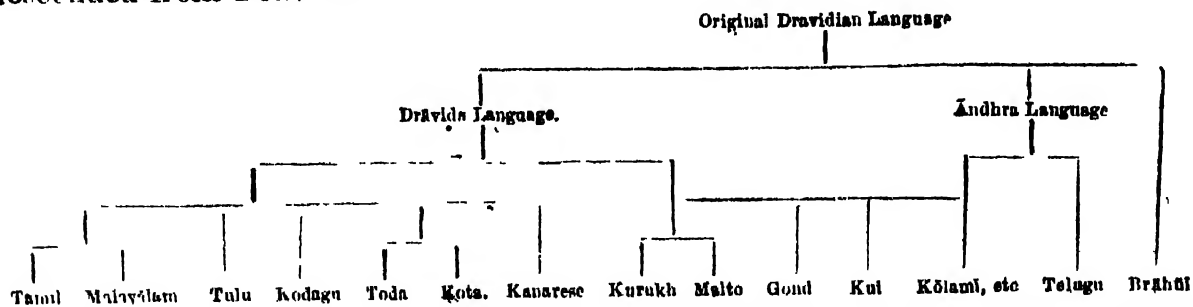 Original Dravidian Language
Drāvida Language. Āndhra Language
Tamil Malayālam Tulu Kodagu Toda Kota. Kanarese Kurukh Malto Gond Kui Kōlamī, etc Telugu Brāhūī